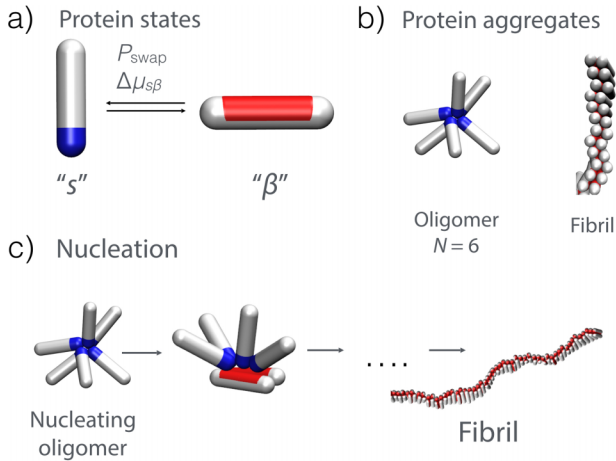 a) Protein states
P_swap
Δμ_sβ
"s"
"β"
b) Protein aggregates
Oligomer
N = 6
Fibril
c) Nucleation
Nucleating
oligomer
....
Fibril